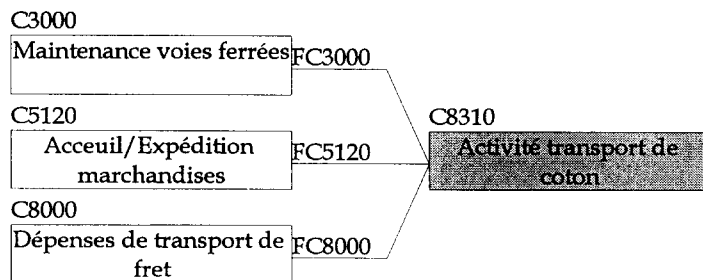 C3000
Maintenance voies ferrées
FC3000
C5120
Acceuil/Expédition
marchandises
FC5120
C8310
Activité transport de
coton
C8000
Dépenses de transport de
fret
FC8000